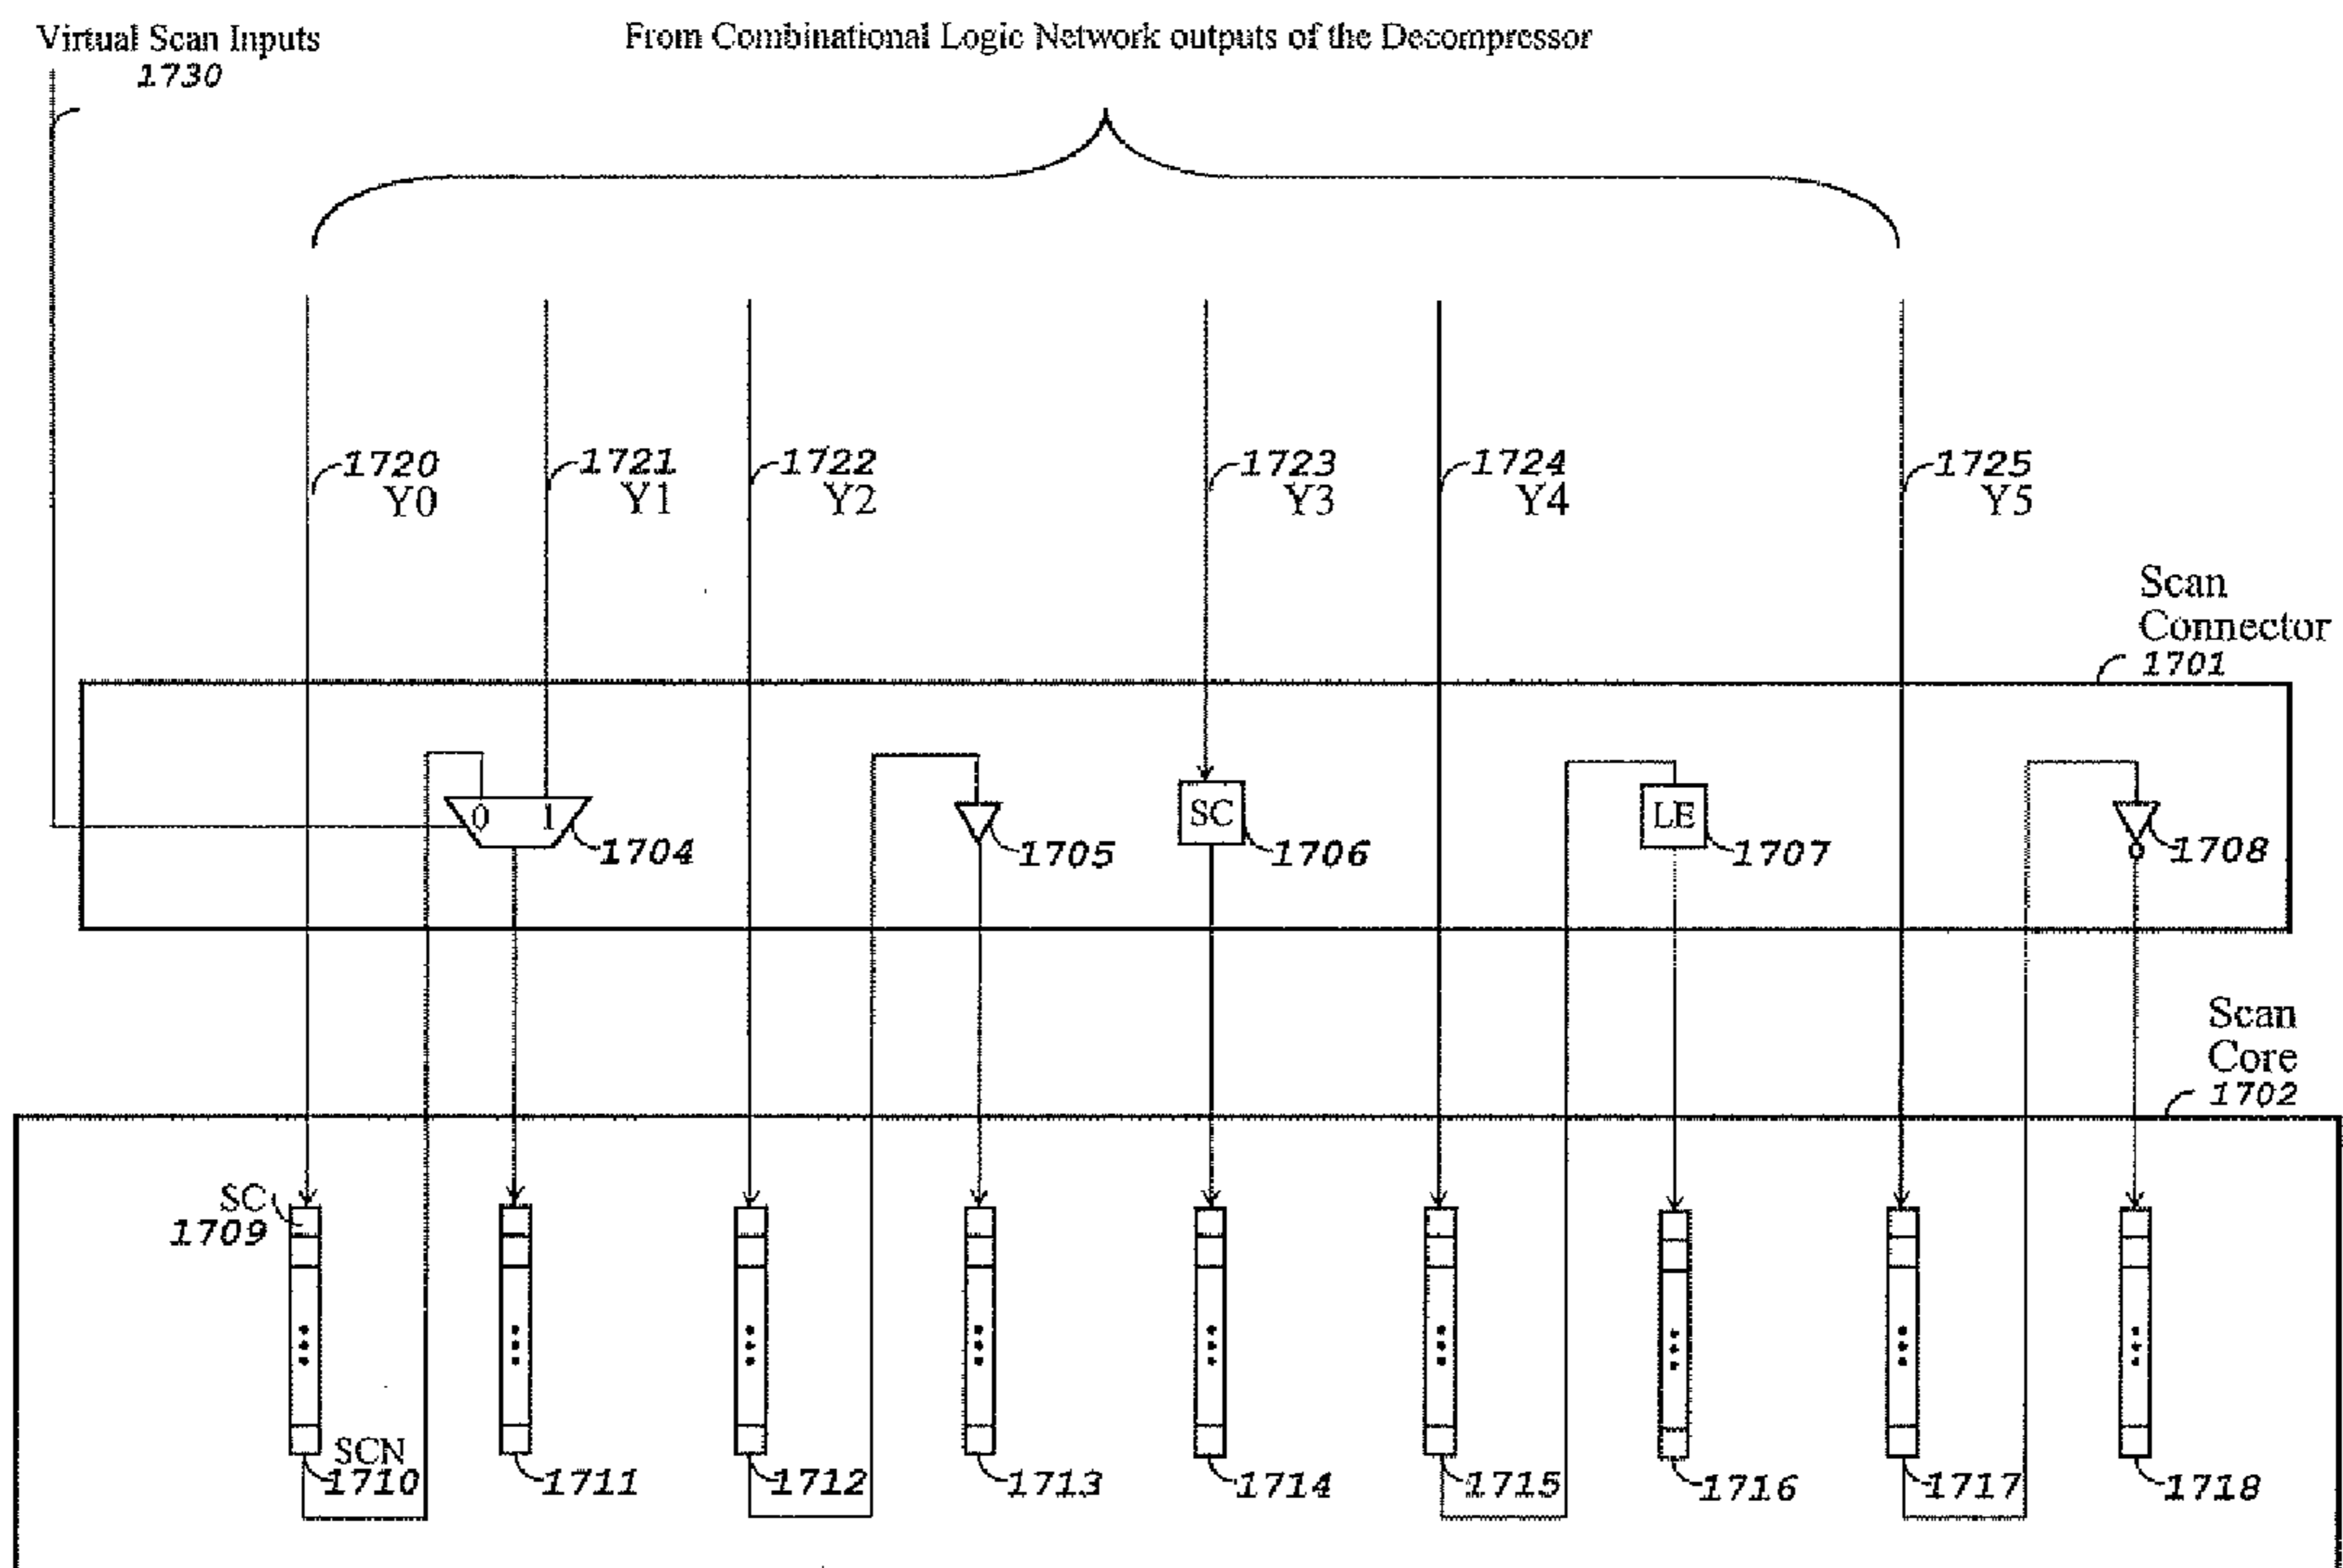 Virtual Scan Inputs
1730
From Combinational Logic Network outputs of the Decompressor
1720
Y0
1721
Y1
1722
Y2
1723
Y3
1724
Y4
1725
Y5
Scan
Connector
1701
0 1
1704
1705
SC
1706
LE
1707
1708
Scan
Core
1702
SC
1709
SCN
1710
1711
1712
1713
1714
1715
1716
1717
1718